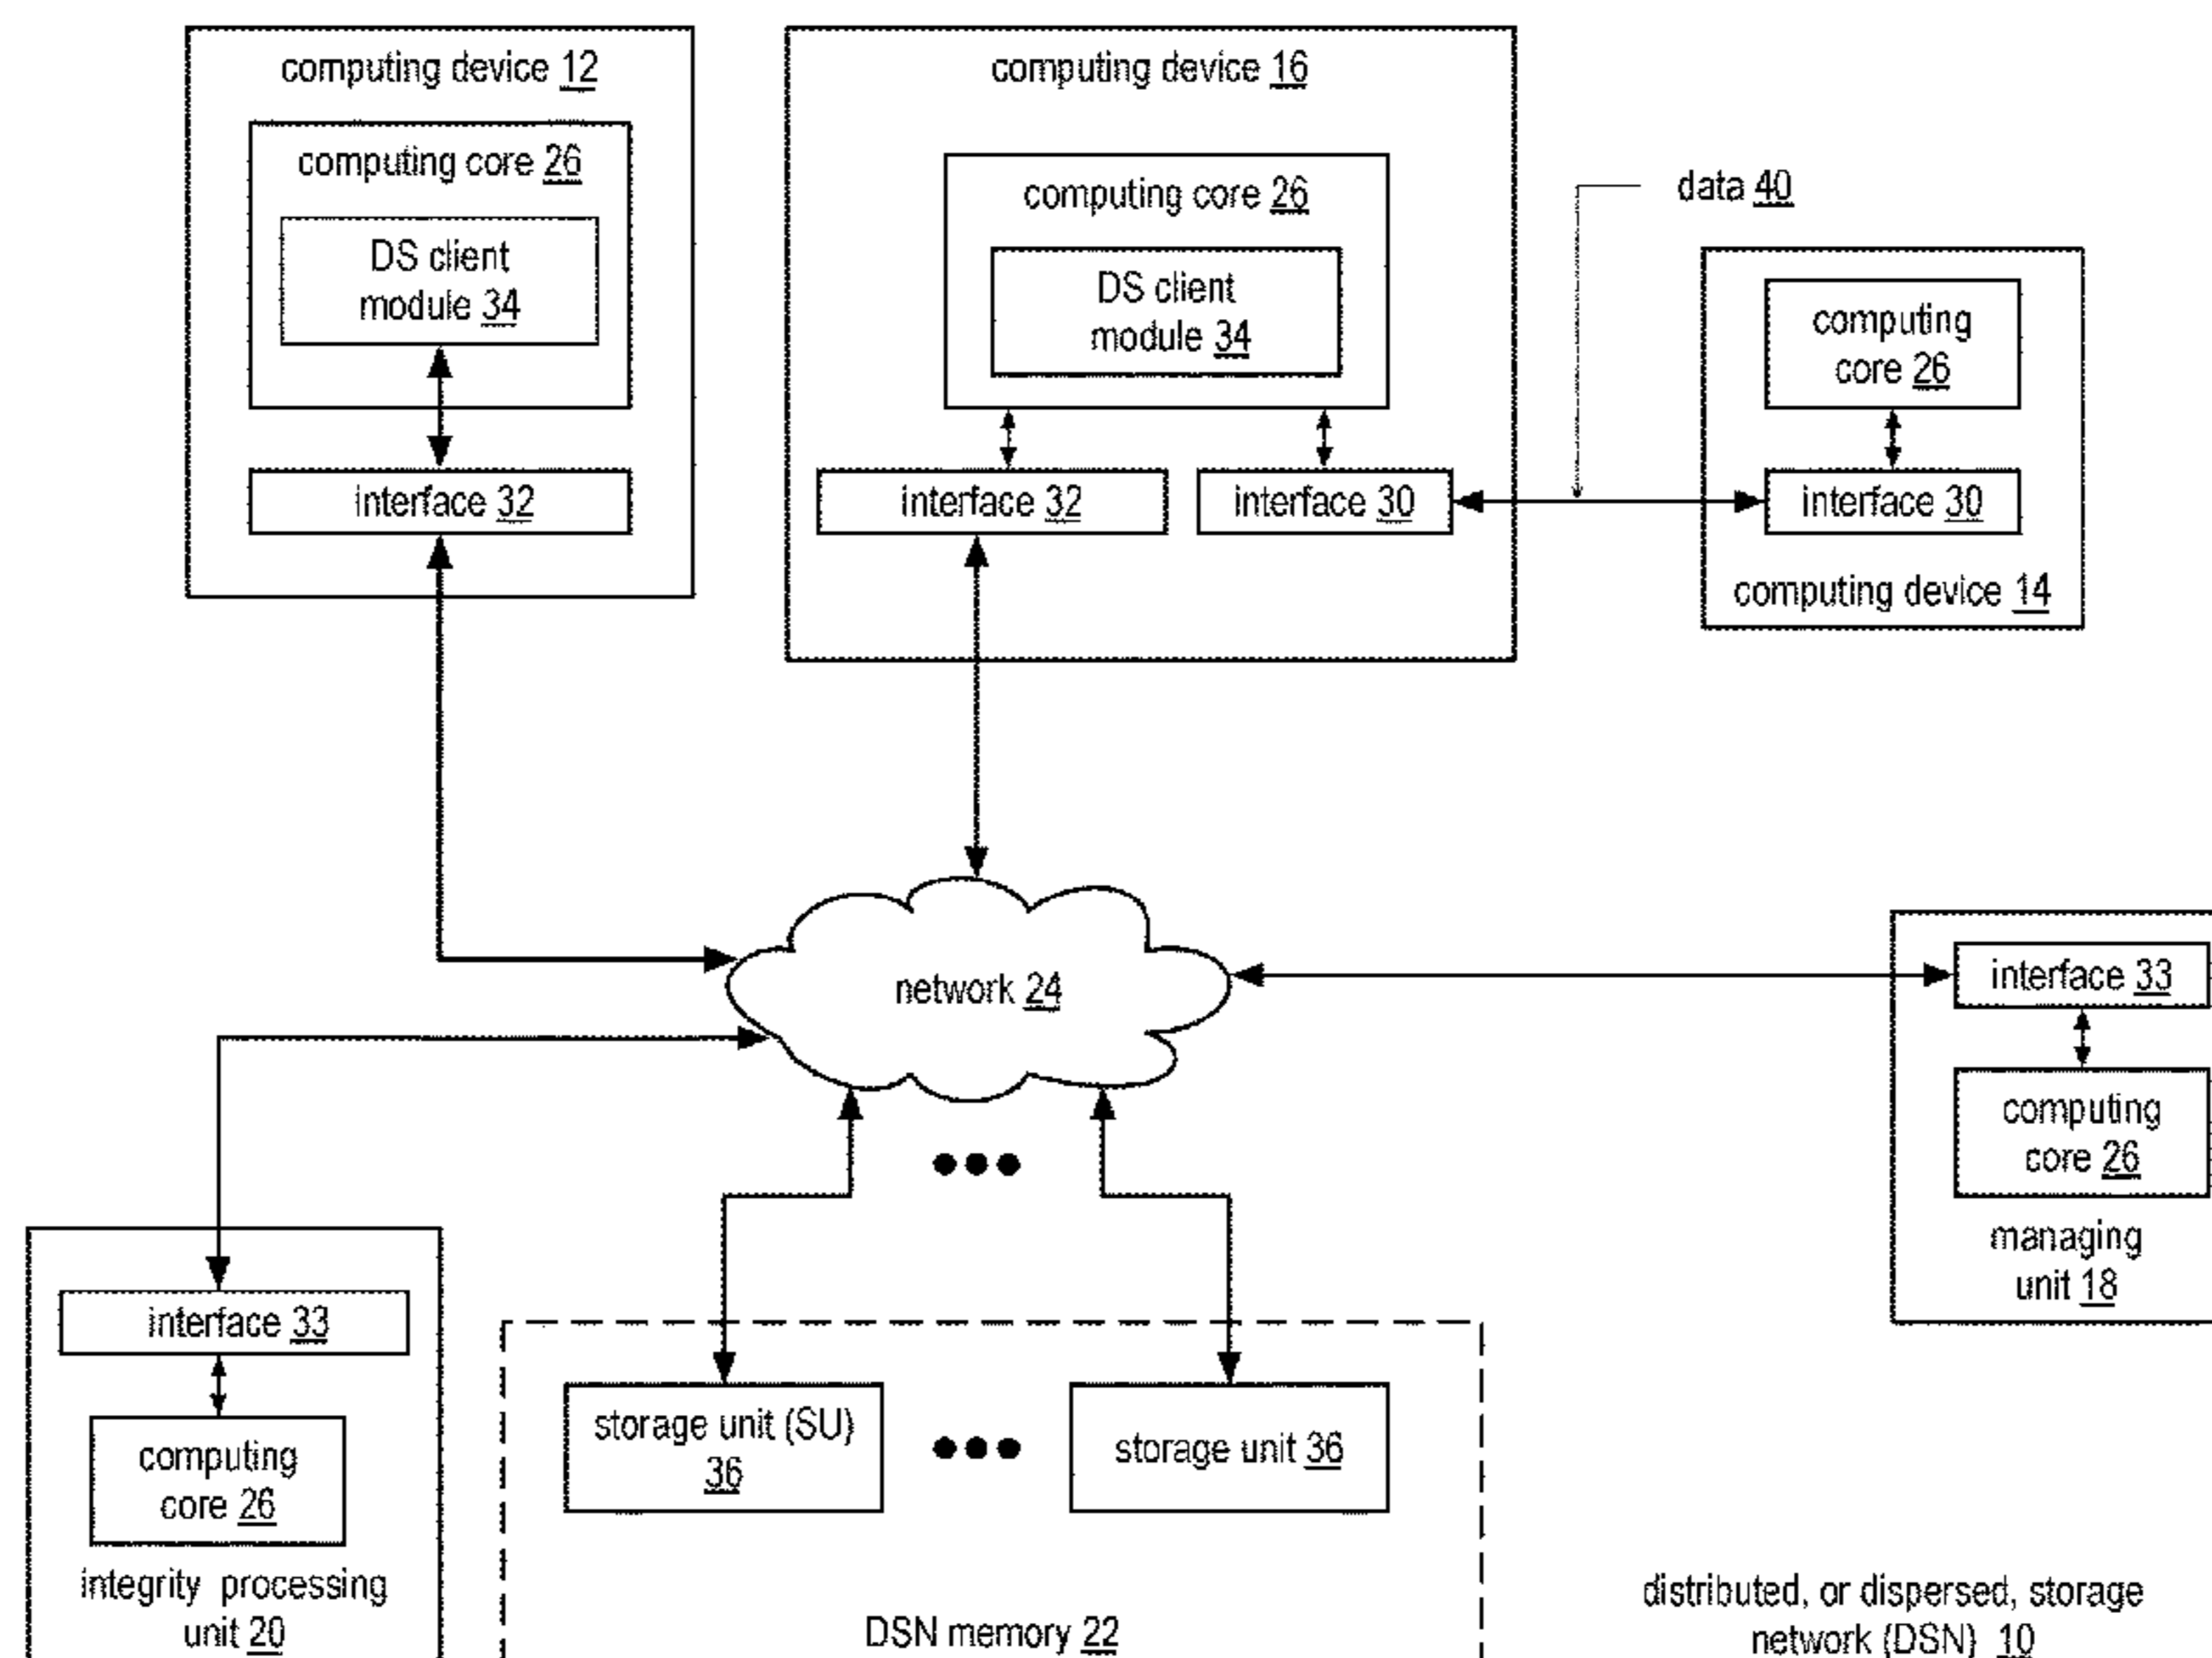 computing device 12
computing core 26
DS client
module 34
interface 32
computing device 16
computing core 26
DS client
module 34
interface 32
interface 30
data 40
computing
core 26
interface 30
computing device 14
network 24
interface 33
computing
core 26
managing
unit 18
interface 33
computing
core 26
integrity processing
unit 20
storage unit (SU)
36
storage unit 36
DSN memory 22
distributed, or dispersed, storage
network (DSN) 10